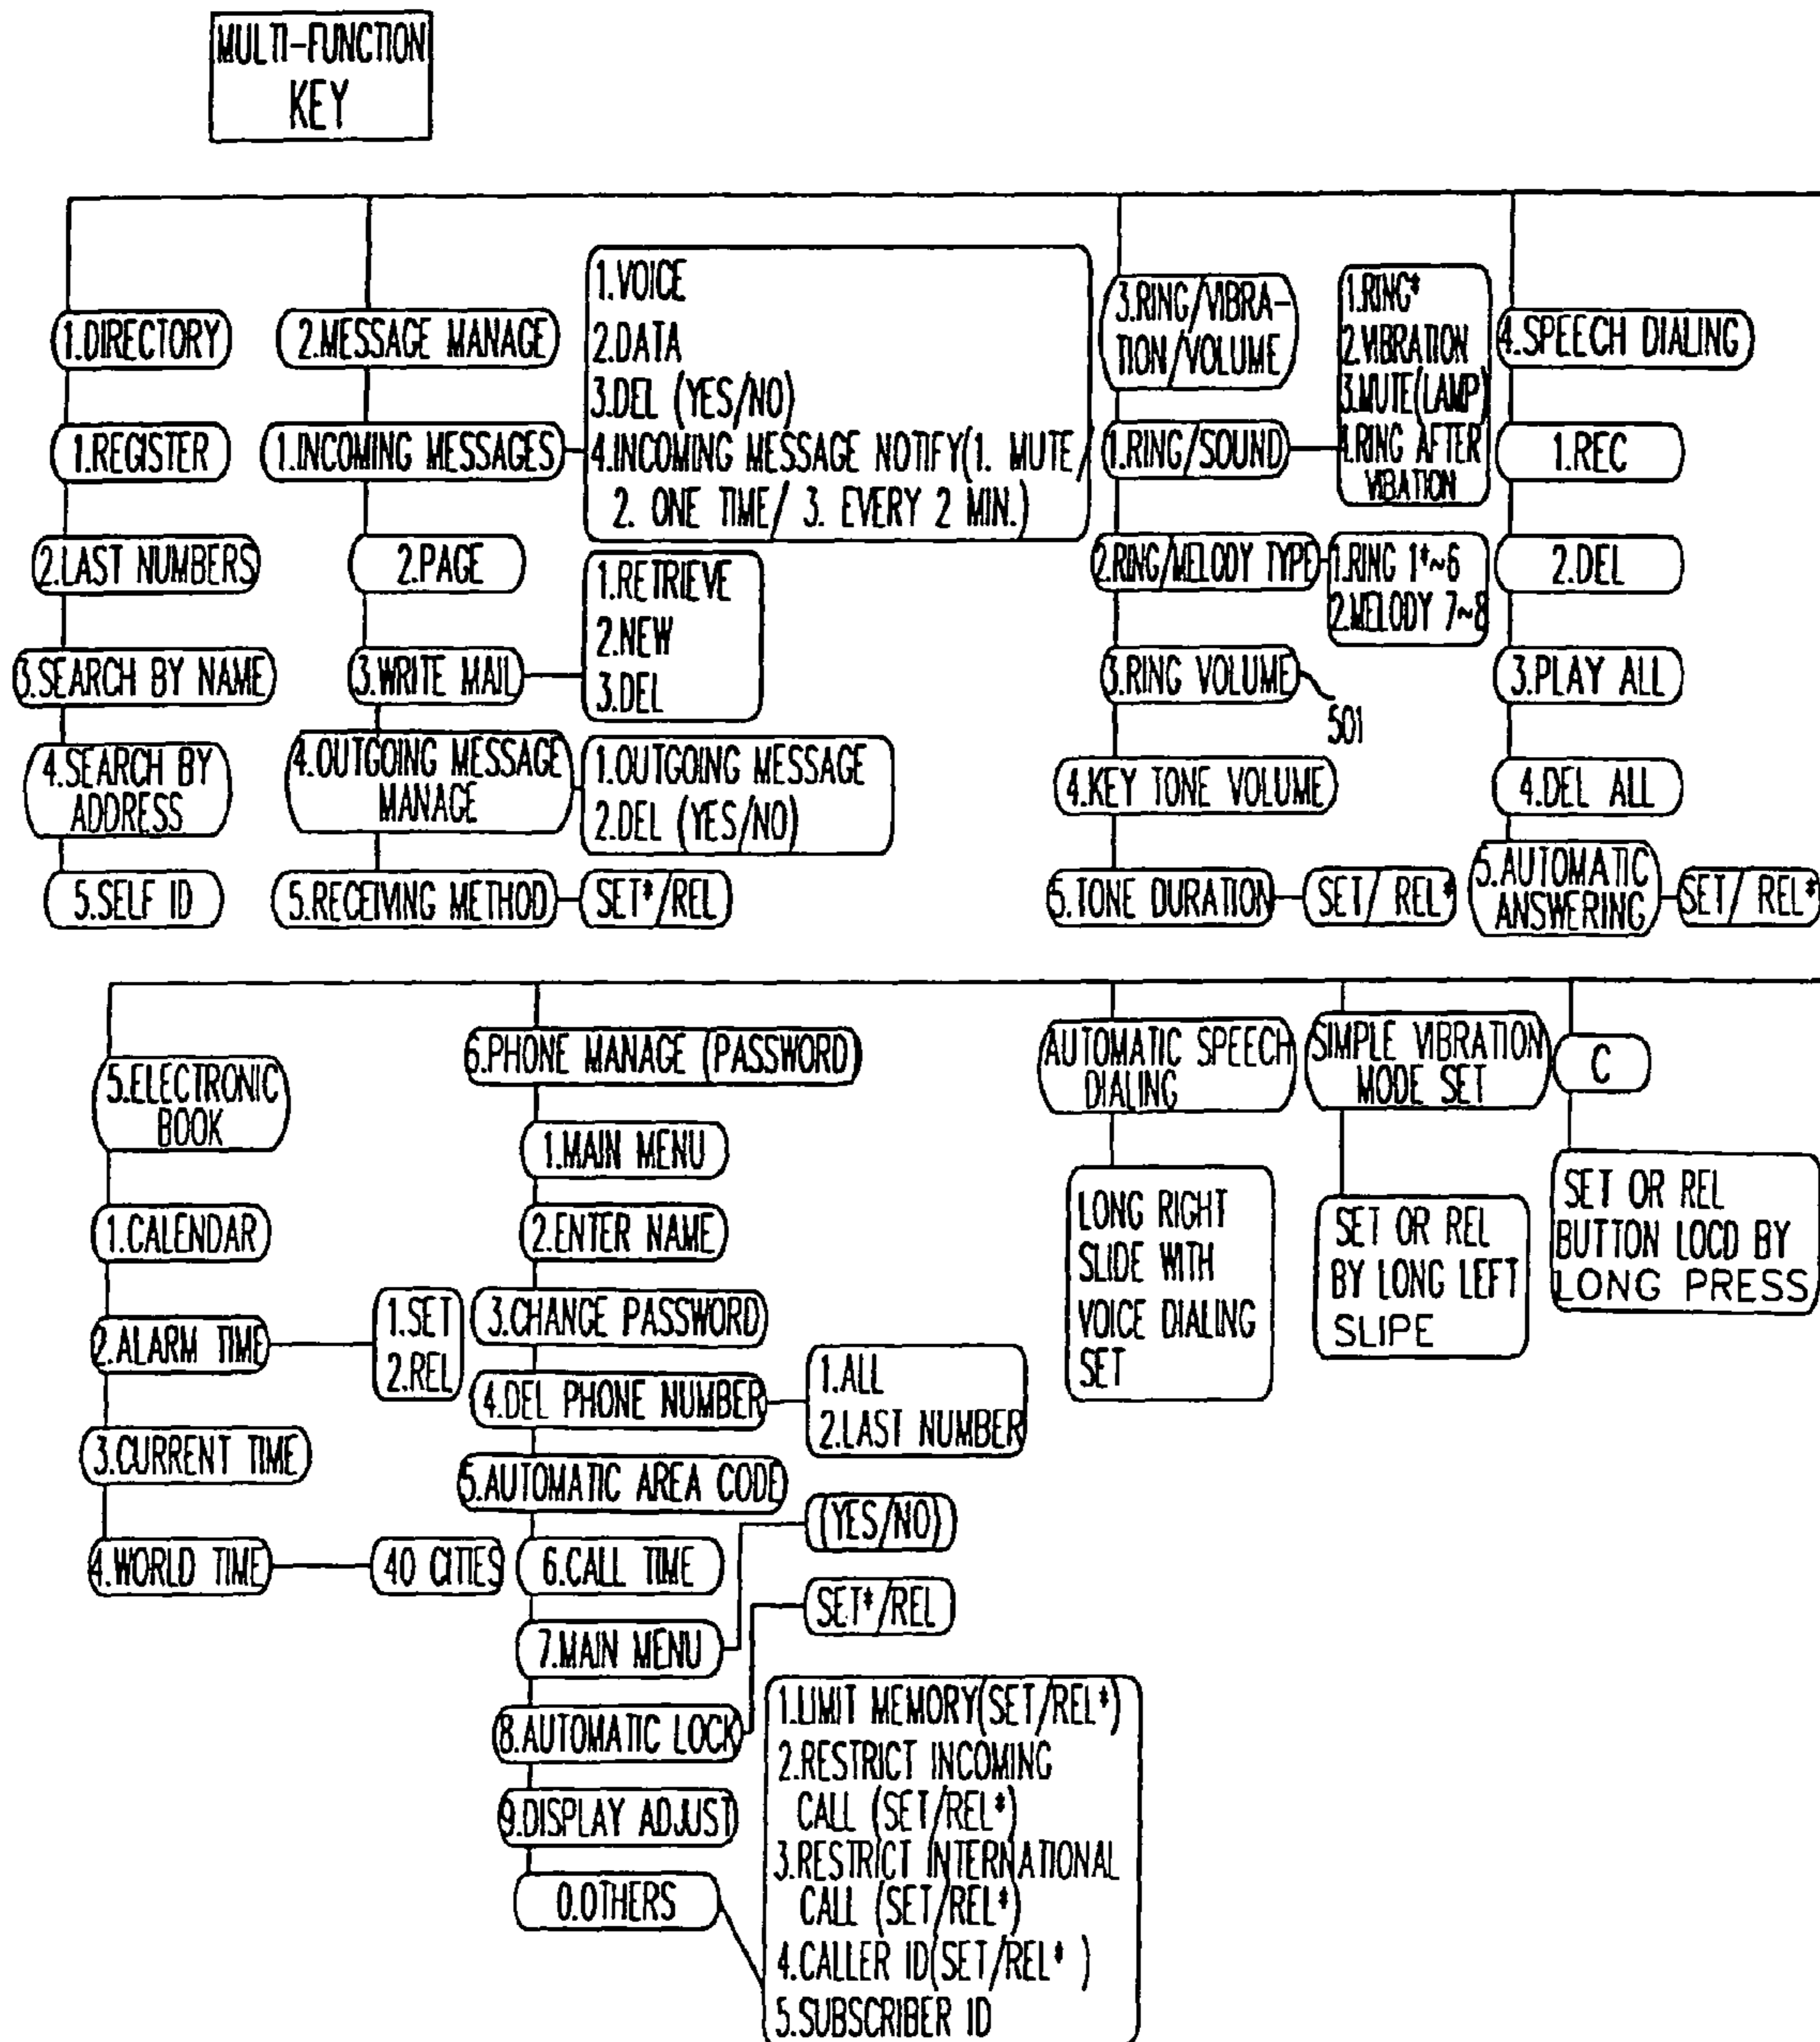 MULTI-FUNCTION
KEY
1.DIRECTORY
1.REGISTER
2.LAST NUMBERS
3.SEARCH BY NAME
4.SEARCH BY
ADDRESS
5.SELF ID
2.MESSAGE MANAGE
1.INCOMING MESSAGES
1.VOICE
2.DATA
3.DEL (YES/NO)
4.INCOMING MESSAGE NOTIFY(1. MUTE/
2. ONE TIME/ 3. EVERY 2 MIN.)
2.PAGE
3.WRITE MAIL
1.RETRIEVE
2.NEW
3.DEL
4.OUTGOING MESSAGE
MANAGE
1.OUTGOING MESSAGE
2.DEL (YES/NO)
5.RECEIVING METHOD
SET*/REL
3.RING/VIBRA-
TION/VOLUME
1.RING/SOUND
1.RING*
2.VIBRATION
3.MUTE(LAMP)
4.RING AFTER
VIBATION
2.RING/MELODY TYPE
1.RING 1*~6
2.MELODY 7~8
3.RING VOLUME
501
4.KEY TONE VOLUME
5.TONE DURATION
SET/ REL*
4.SPEECH DIALING
1.REC
2.DEL
3.PLAY ALL
4.DEL ALL
5.AUTOMATIC
ANSWERING
SET/ REL*
5.ELECTRONIC
BOOK
1.CALENDAR
2.ALARM TIME
1.SET
2.REL
3.CURRENT TIME
4.WORLD TIME
40 CITIES
6.PHONE MANAGE (PASSWORD)
1.MAIN MENU
2.ENTER NAME
3.CHANGE PASSWORD
4.DEL PHONE NUMBER
1.ALL
2.LAST NUMBER
5.AUTOMATIC AREA CODE
6.CALL TIME
7.MAIN MENU
(YES/NO)
8.AUTOMATIC LOCK
SET*/REL
9.DISPLAY ADJUST
0.OTHERS
1.LIMIT MEMORY(SET/REL*)
2.RESTRICT INCOMING
CALL (SET/REL*)
3.RESTRICT INTERNATIONAL
CALL (SET/REL*)
4.CALLER ID(SET/REL* )
5.SUBSCRIBER ID
AUTOMATIC SPEECH
DIALING
LONG RIGHT
SLIDE WITH
VOICE DIALING
SET
SIMPLE VIBRATION
MODE SET
SET OR REL
BY LONG LEFT
SLIPE
C
SET OR REL
BUTTON LOCD BY
LONG PRESS